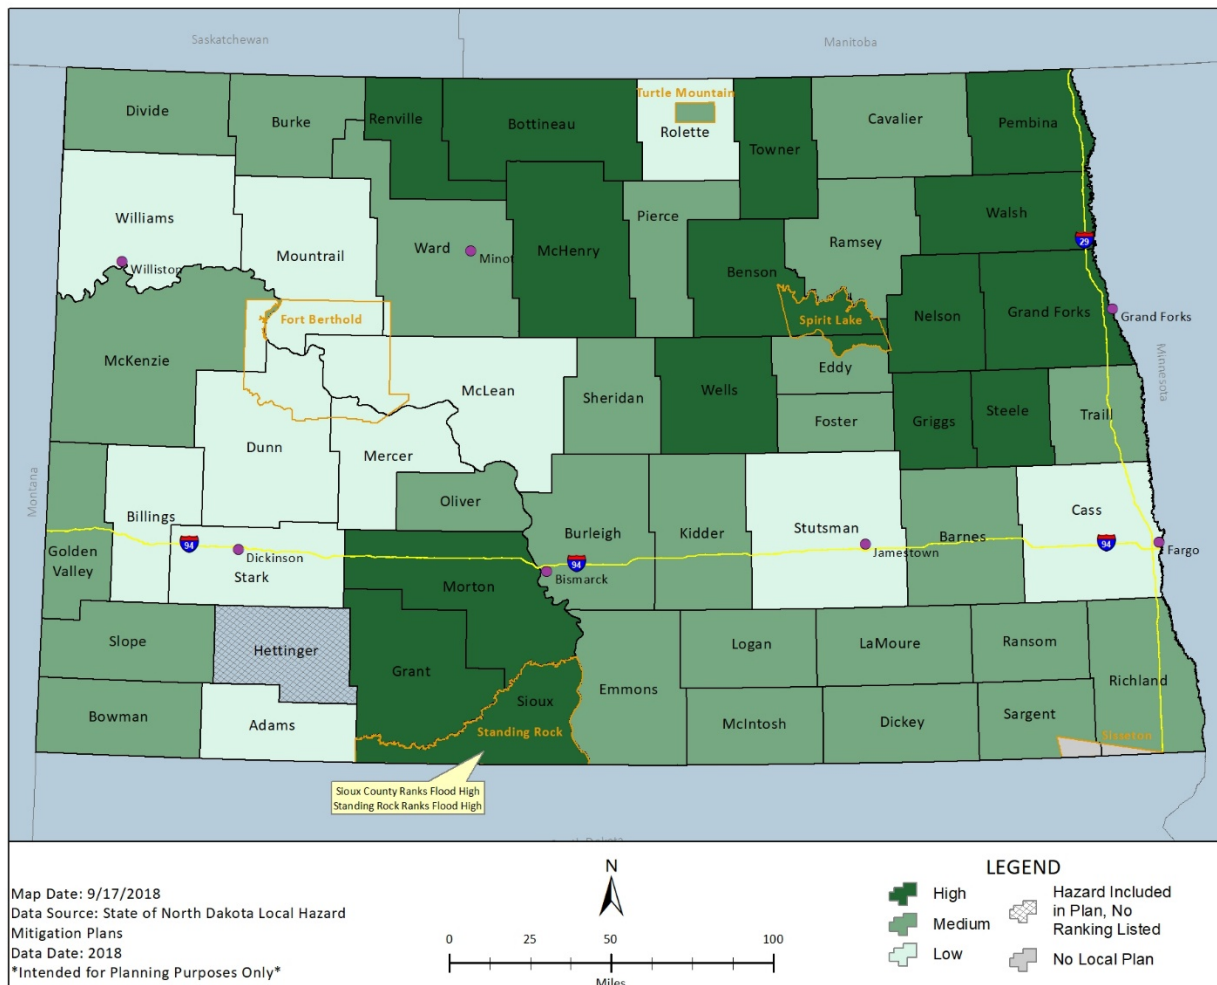 Saskatchewan
Manitoba
Divide
Burke
Renville
Bottineau
Turtle Mountain
Rolette
Towner
Cavalier
Pembina
Williams
Williston
Mountrail
Ward
Minot
McHenry
Pierce
Benson
Ramsey
Walsh
29
Nelson
Grand Forks
Grand Forks
Minnesota
Spirit Lake
Fort Berthold
McKenzie
McLean
Sheridan
Wells
Eddy
Foster
Griggs
Steele
Traill
Dunn
Mercer
Oliver
Montana
Golden
Valley
Billings
94
Dickinson
Stark
Morton
94
Bismarck
Burleigh
Kidder
Stutsman
Jamestown
Barnes
Cass
94
Fargo
Slope
Hettinger
Grant
Sioux
Standing Rock
Emmons
Logan
LaMoure
Ransom
Richland
Bowman
Adams
McIntosh
Dickey
Sargent
Sisseton
Sioux County Ranks Flood High
Standing Rock Ranks Flood High
Map Date: 9/17/2018
Data Source: State of North Dakota Local Hazard
Mitigation Plans
Data Date: 2018
*Intended for Planning Purposes Only*
N
0 25 50 100
Miles
LEGEND
High
Medium
Low
Hazard Included
in Plan, No
Ranking Listed
No Local Plan